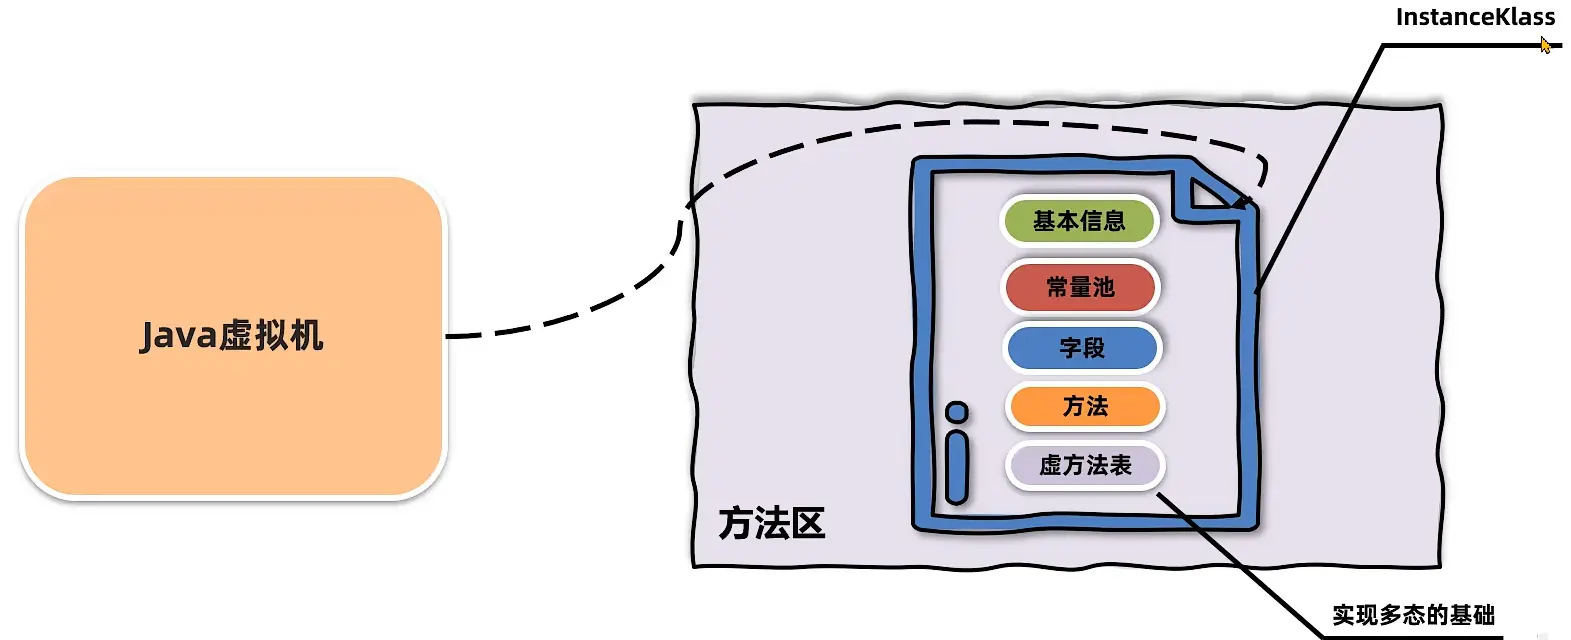 InstanceKlass
Java虚拟机
基本信息
常量池
字段
方法
虚方法表
方法区
实现多态的基础